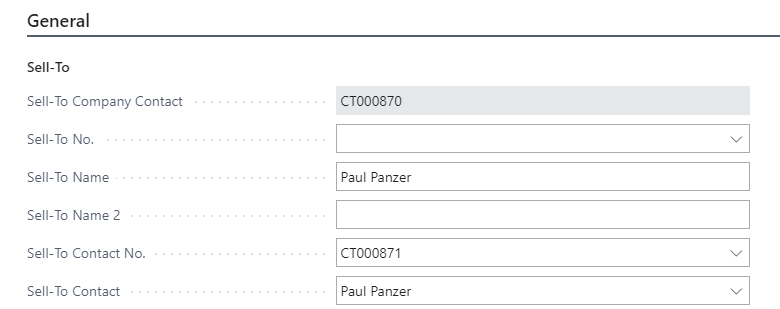 General
Sell-To
Sell-To Company Contact CT000870
Sell-To No.
Sell-To Name Paul Panzer
Sell-To Name 2
Sell-To Contact No. CT000871
Sell-To Contact Paul Panzer